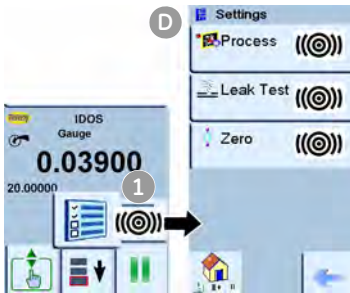 D
Settings
Process
Leak Test
Zero
IDOS
Gauge
0.03900
20.00000
1